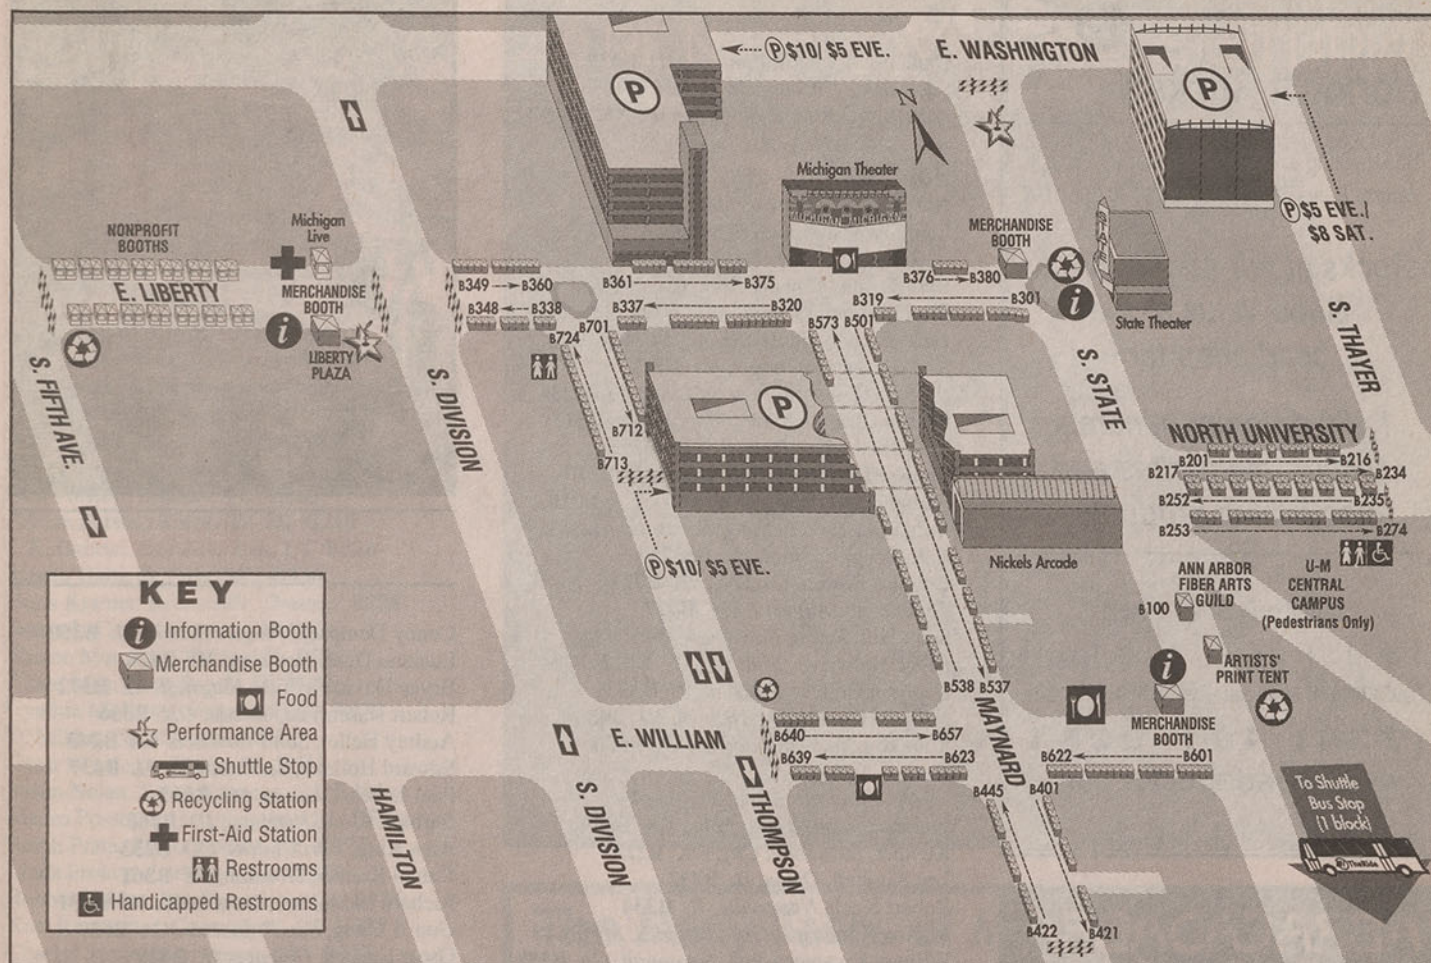 P $10/ $5 EVE.
E. WASHINGTON
P
P
N
Michigan Theater
P $5 EVE./
$8 SAT.
NONPROFIT
BOOTHS
Michigan
Live
MERCHANDISE
BOOTH
STATE
E. LIBERTY
MERCHANDISE
BOOTH
B349
B360
B361
B375
B376
B380
B348
B338
B337
B320
B319
B301
i
i
LIBERTY
PLAZA
B724
B701
B573
B501
State Theater
S. FIFTH AVE.
S. DIVISION
S. STATE
S. THAYER
P
B712
B713
NORTH UNIVERSITY
B201
B216
B217
B234
B252
B235
B253
B274
P $10/ $5 EVE.
Nickels Arcade
ANN ARBOR
FIBER ARTS
GUILD
B100
U-M
CENTRAL
CAMPUS
(Pedestrians Only)
ARTISTS'
PRINT TENT
i
MERCHANDISE
BOOTH
KEY
i Information Booth
Merchandise Booth
Food
Performance Area
Shuttle Stop
Recycling Station
First-Aid Station
Restrooms
Handicapped Restrooms
B538
B537
MAYNARD
E. WILLIAM
B640
B657
B639
B623
B622
B601
HAMILTON
S. DIVISION
THOMPSON
B445
B401
B422
B421
To Shuttle
Bus Stop
(1 block)
TheRide